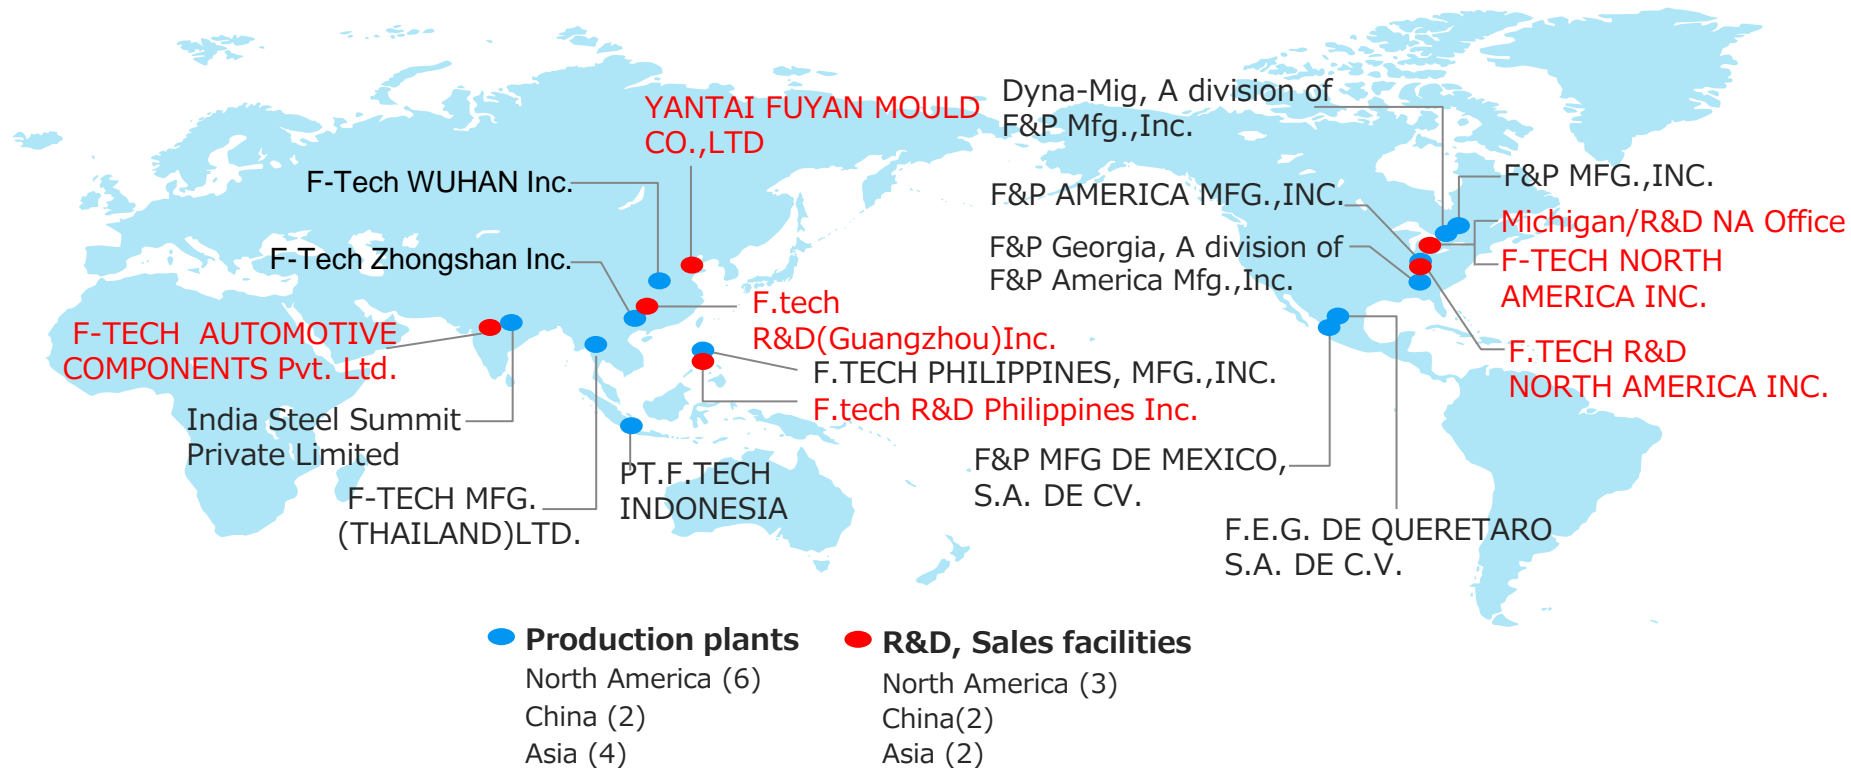 YANTAI FUYAN MOULD
CO.,LTD
F-Tech WUHAN Inc.
F-Tech Zhongshan Inc.
F-TECH AUTOMOTIVE
COMPONENTS Pvt. Ltd.
India Steel Summit
Private Limited
F-TECH MFG.
(THAILAND)LTD.
PT.F.TECH
INDONESIA
F.tech
R&D(Guangzhou)Inc.
F.TECH PHILIPPINES, MFG.,INC.
F.tech R&D Philippines Inc.
Dyna-Mig, A division of
F&P Mfg.,Inc.
F&P AMERICA MFG.,INC.
F&P Georgia, A division of
F&P America Mfg.,Inc.
F&P MFG.,INC.
Michigan/R&D NA Office
F-TECH NORTH
AMERICA INC.
F.TECH R&D
NORTH AMERICA INC.
F&P MFG DE MEXICO,
S.A. DE CV.
F.E.G. DE QUERETARO
S.A. DE C.V.
Production plants
North America (6)
China (2)
Asia (4)
R&D, Sales facilities
North America (3)
China(2)
Asia (2)